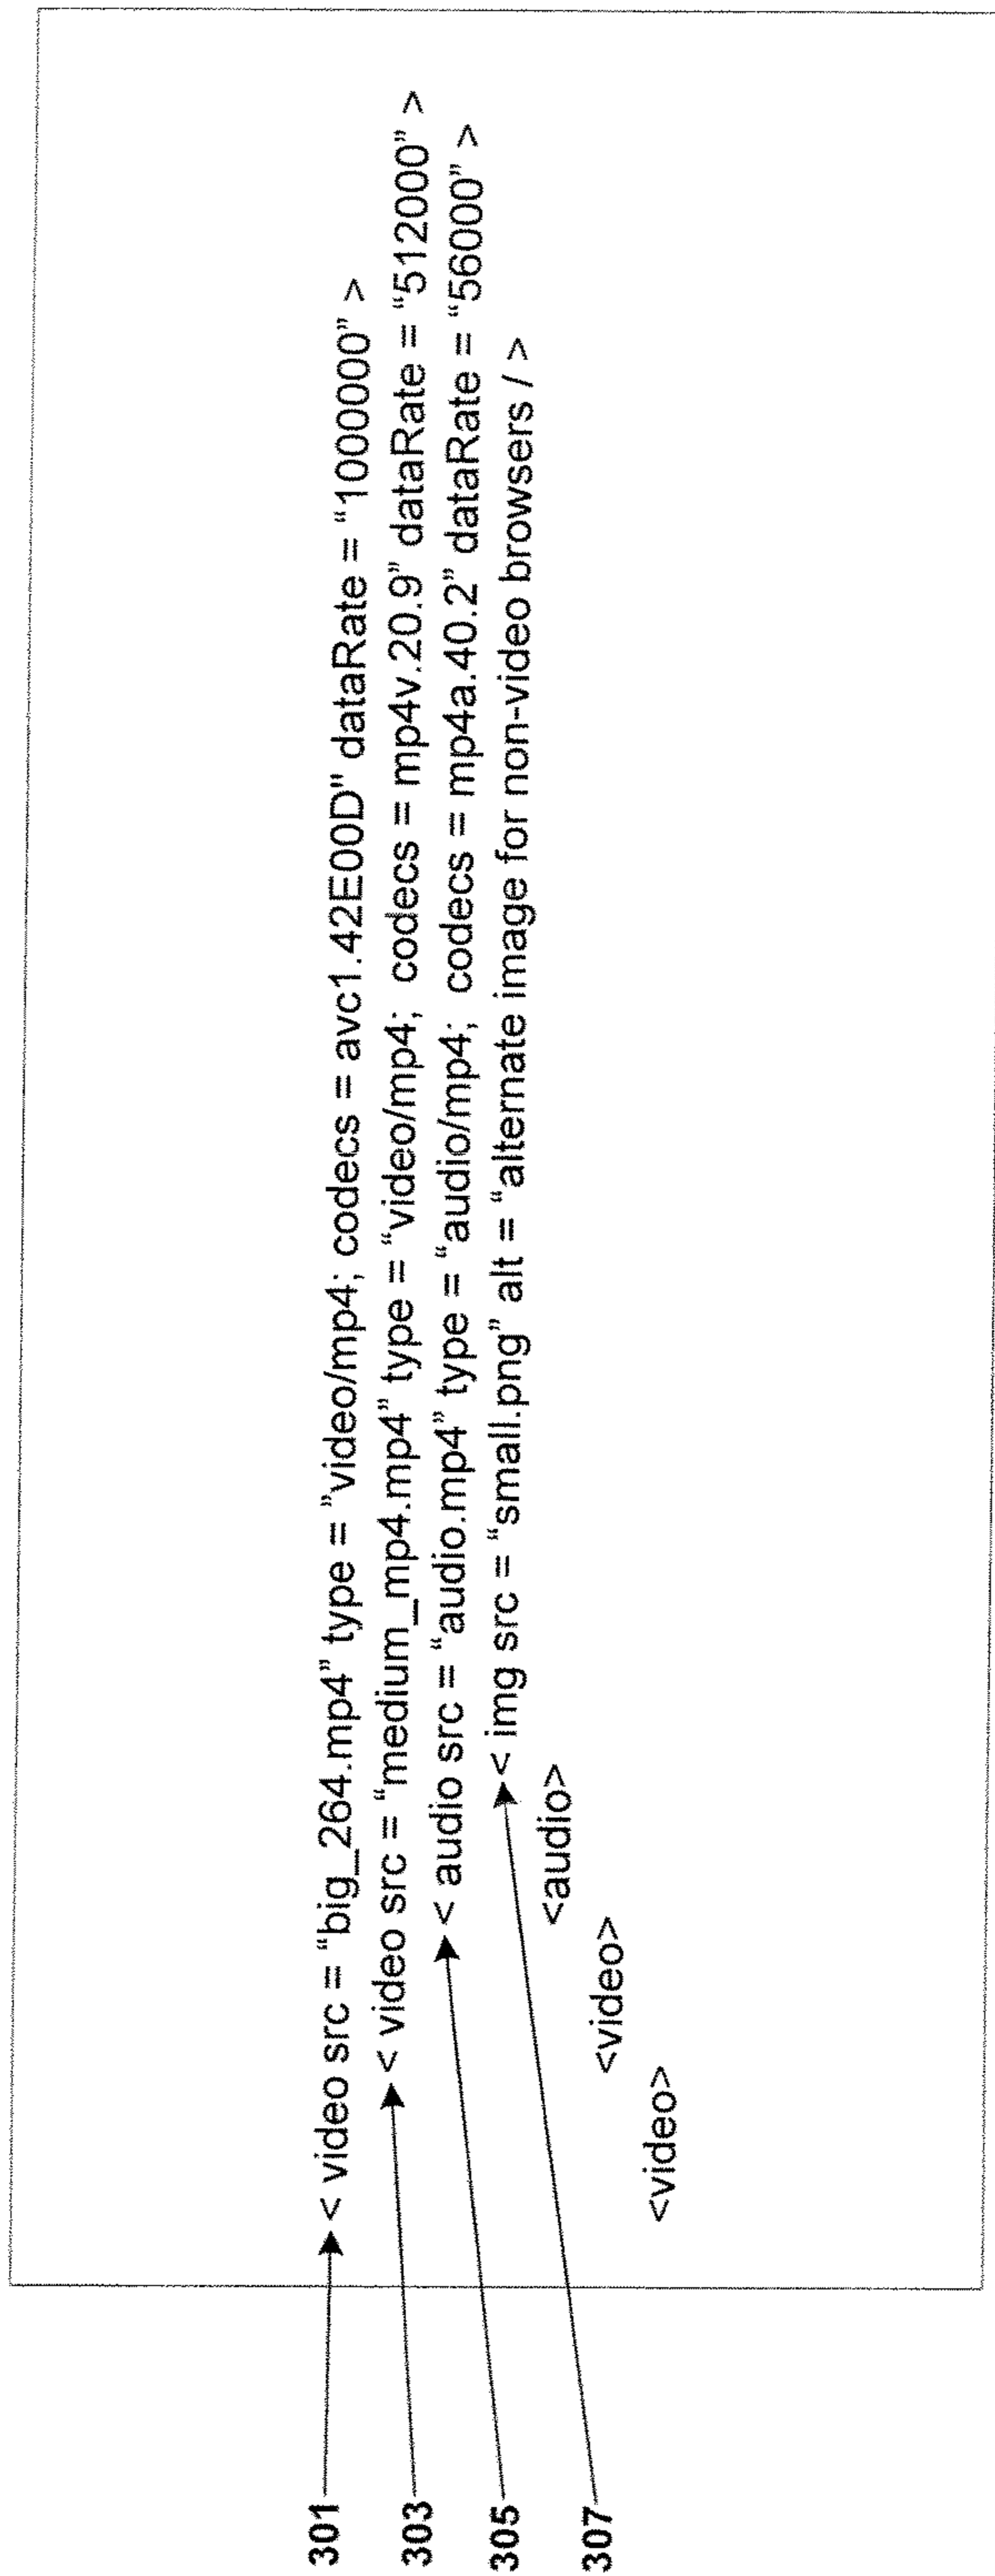 301 < video src = “big_264.mp4” type = ”video/mp4; codecs = avc1.42E00D" dataRate = “1000000” >
303 < video src = “medium_mp4.mp4” type = “video/mp4; codecs = mp4v.20.9” dataRate = “512000” >
305 < audio src = “audio.mp4” type = “audio/mp4; codecs = mp4a.40.2” dataRate = “56000” >
307 < img src = “small.png” alt = “alternate image for non-video browsers / >
<audio>
<video>
<video>